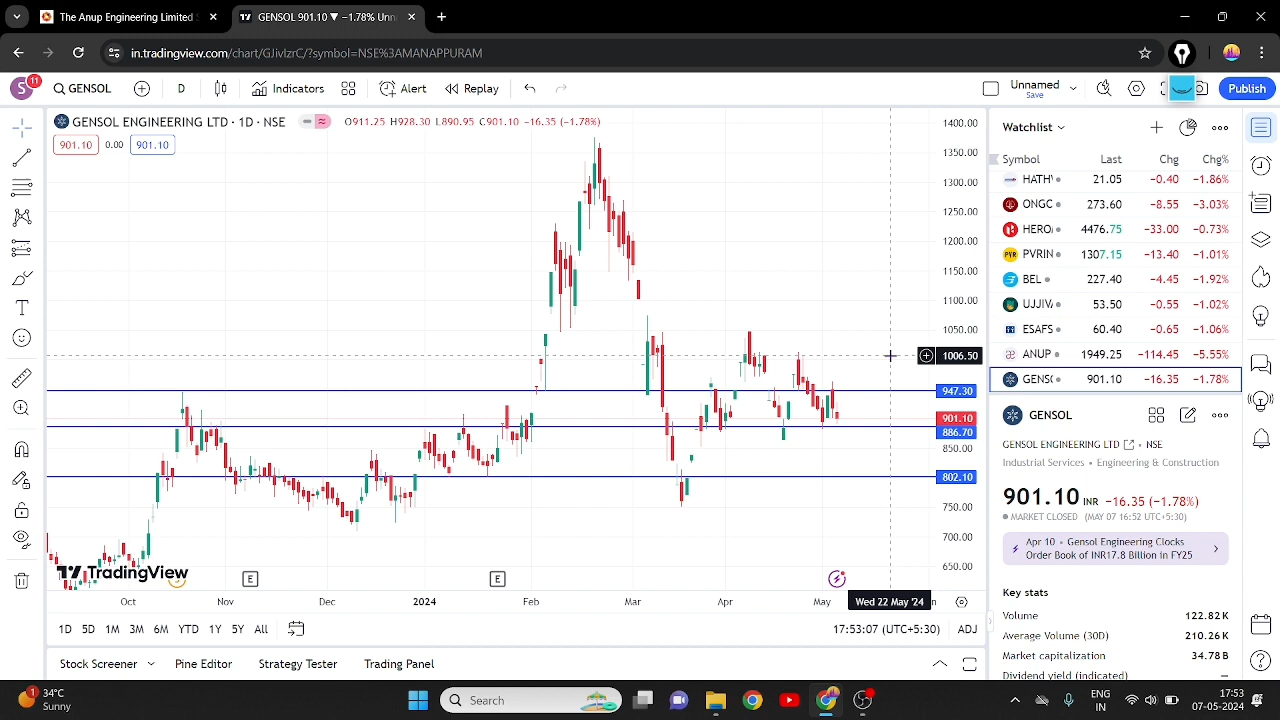 The Anup Engineering Limited
GENSOL 901.10 ▼ −1.78% Unn
in.tradingview.com/chart/GJivIzrC/?symbol=NSE%3AMANAPPURAM
S 11 GENSOL D Indicators Alert Replay Unnamed Save Publish
GENSOL ENGINEERING LTD · 1D · NSE O911.25 H928.30 L890.95 C901.10 −16.35 (−1.78%)
901.10 0.00 901.10
1400.00
1350.00
1300.00
1250.00
1200.00
1150.00
1100.00
1050.00
1006.50
947.30
901.10
886.70
850.00
802.10
750.00
700.00
650.00
TradingView
E E
Oct Nov Dec 2024 Feb Mar Apr May Wed 22 May '24
1D 5D 1M 3M 6M YTD 1Y 5Y All 17:53:07 (UTC+5:30) ADJ
Stock Screener Pine Editor Strategy Tester Trading Panel
Watchlist
Symbol Last Chg Chg%
HATHV 21.05 −0.40 −1.86%
ONGC 273.60 −8.55 −3.03%
HERO 4476.75 −33.00 −0.73%
PVR PVRIN 1307.15 −13.40 −1.01%
BEL 227.40 −4.45 −1.92%
UJJIV 53.50 −0.55 −1.02%
ESAFS 60.40 −0.65 −1.06%
ANUP 1949.25 −114.45 −5.55%
GENS 901.10 −16.35 −1.78%
GENSOL
GENSOL ENGINEERING LTD • NSE
Industrial Services • Engineering & Construction
901.10 INR −16.35 (−1.78%)
MARKET CLOSED (MAY 07 16:52 UTC+5:30)
Apr 10 • Gensol Engineering Clocks
Order Book of INR17.8 Billion in FY25
Key stats
Volume 122.82K
Average Volume (30D) 210.26K
Market capitalization 34.78B
Dividend yield (indicated) −
1 34°C
Sunny
Search
ENG
IN
17:53
07-05-2024